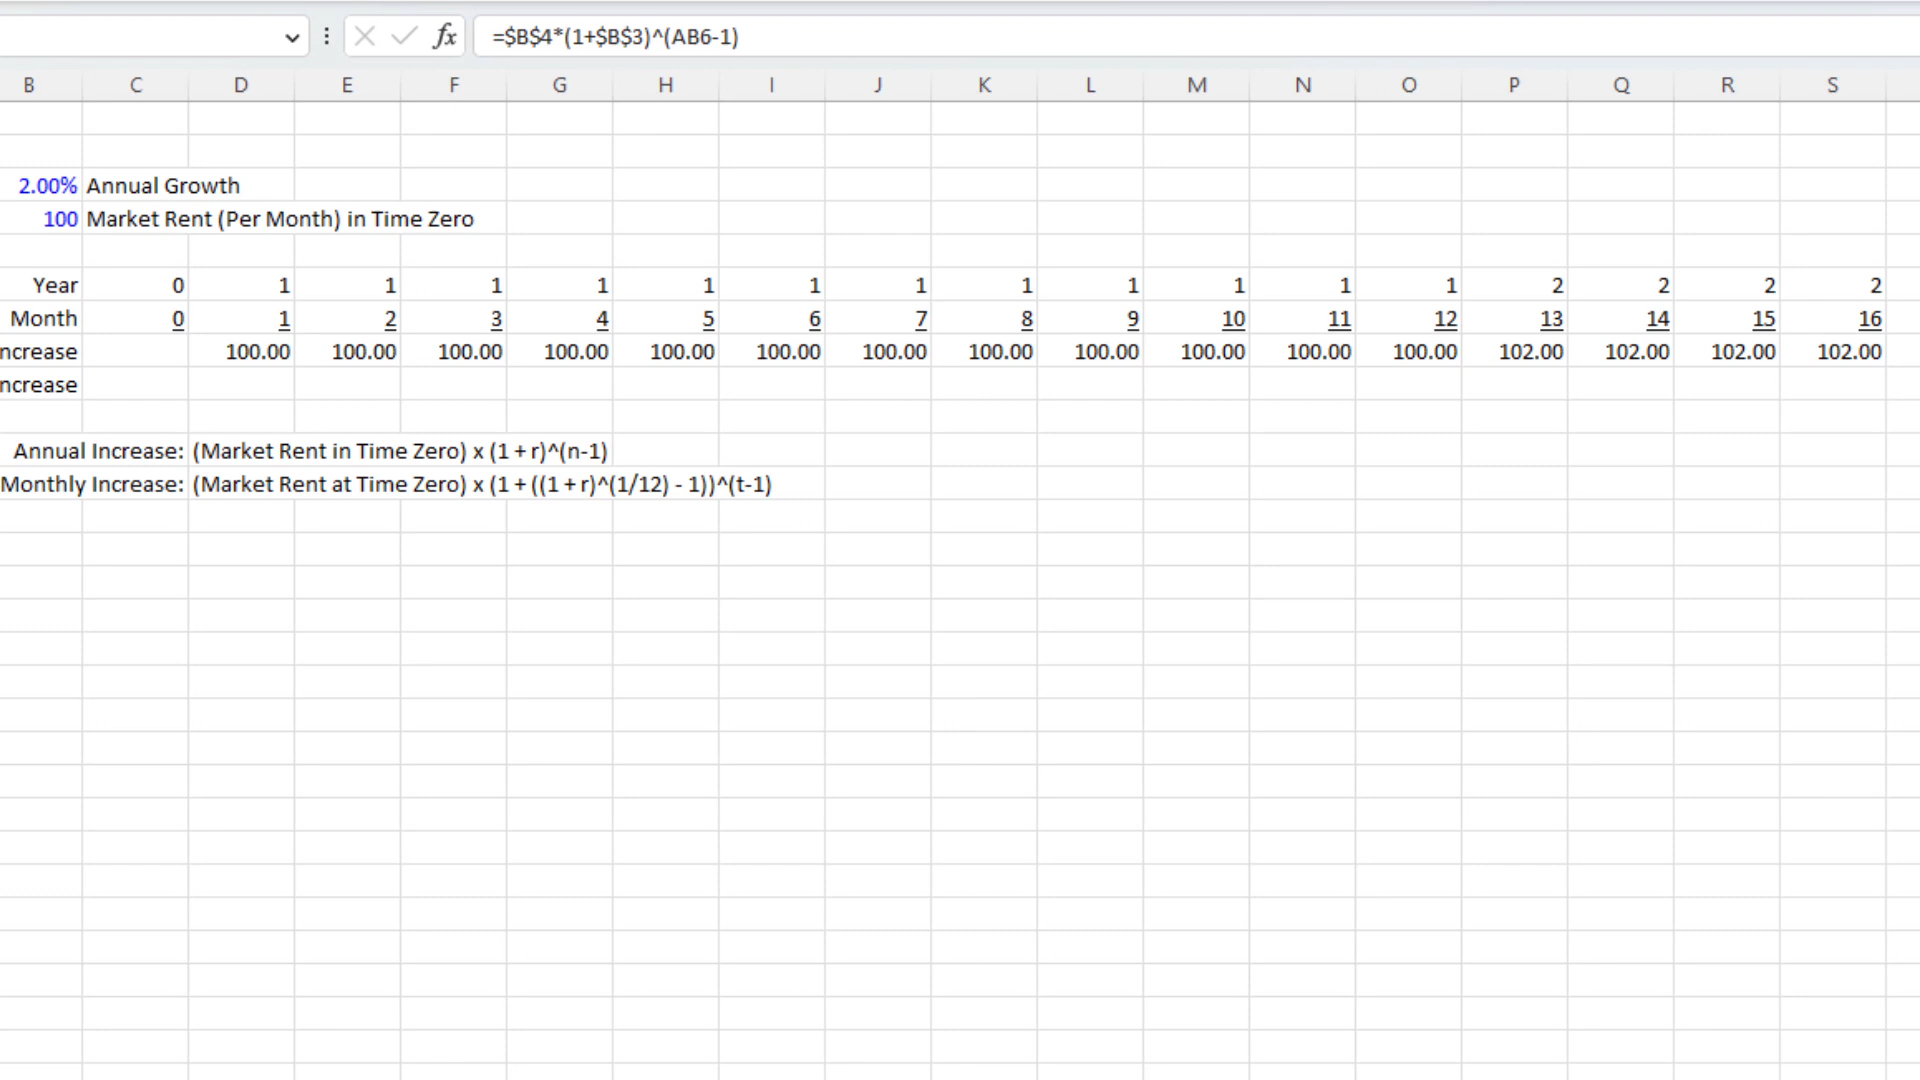 fx =$B$4*(1+$B$3)^(AB6-1)
B C D E F G H I J K L M N O P Q R S
2.00% Annual Growth
100 Market Rent (Per Month) in Time Zero
Year 0 1 1 1 1 1 1 1 1 1 1 1 1 2 2 2 2
Month 0 1 2 3 4 5 6 7 8 9 10 11 12 13 14 15 16
ncrease 100.00 100.00 100.00 100.00 100.00 100.00 100.00 100.00 100.00 100.00 100.00 100.00 102.00 102.00 102.00 102.00
ncrease
Annual Increase: (Market Rent in Time Zero) x (1 + r)^(n-1)
Monthly Increase: (Market Rent at Time Zero) x (1 + ((1 + r)^(1/12) - 1))^(t-1)